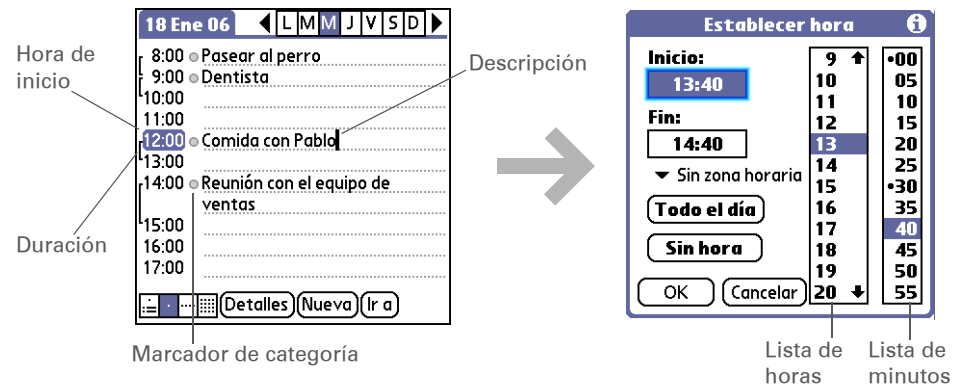 18 Ene 06 L M M J V S D
Hora de
inicio
8:00 Pasear al perro
9:00 Dentista
10:00
11:00
12:00 Comida con Pablo
13:00
14:00 Reunión con el equipo de
ventas
15:00
16:00
17:00
Detalles Nueva Ir a
Descripción
Duración
Marcador de categoría
Establecer hora
Inicio:
13:40
Fin:
14:40
Sin zona horaria
Todo el día
Sin hora
OK Cancelar
9
10
11
12
13
14
15
16
17
18
19
20
•00
05
10
15
20
25
•30
35
40
45
50
55
Lista de
horas
Lista de
minutos